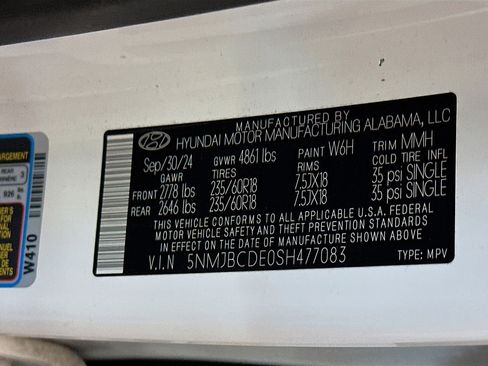 MANUFACTURED BY
HYUNDAI MOTOR MANUFACTURING ALABAMA, LLC
Sep/30/24 GVWR 4861 lbs PAINT W6H TRIM MMH
GAWR TIRES RIMS COLD TIRE INFL
FRONT 2778 lbs 235/60R18 7.5JX18 35 psi SINGLE
REAR 2646 lbs 235/60R18 7.5JX18 35 psi SINGLE
THIS VEHICLE CONFORMS TO ALL APPLICABLE U.S.A. FEDERAL
MOTOR VEHICLE SAFETY AND THEFT PREVENTION STANDARDS
IN EFFECT ON THE DATE OF MANUFACTURE SHOWN ABOVE
V.I.N 5NMJBCDE0SH477083 TYPE: MPV
REAR 3
926
W410